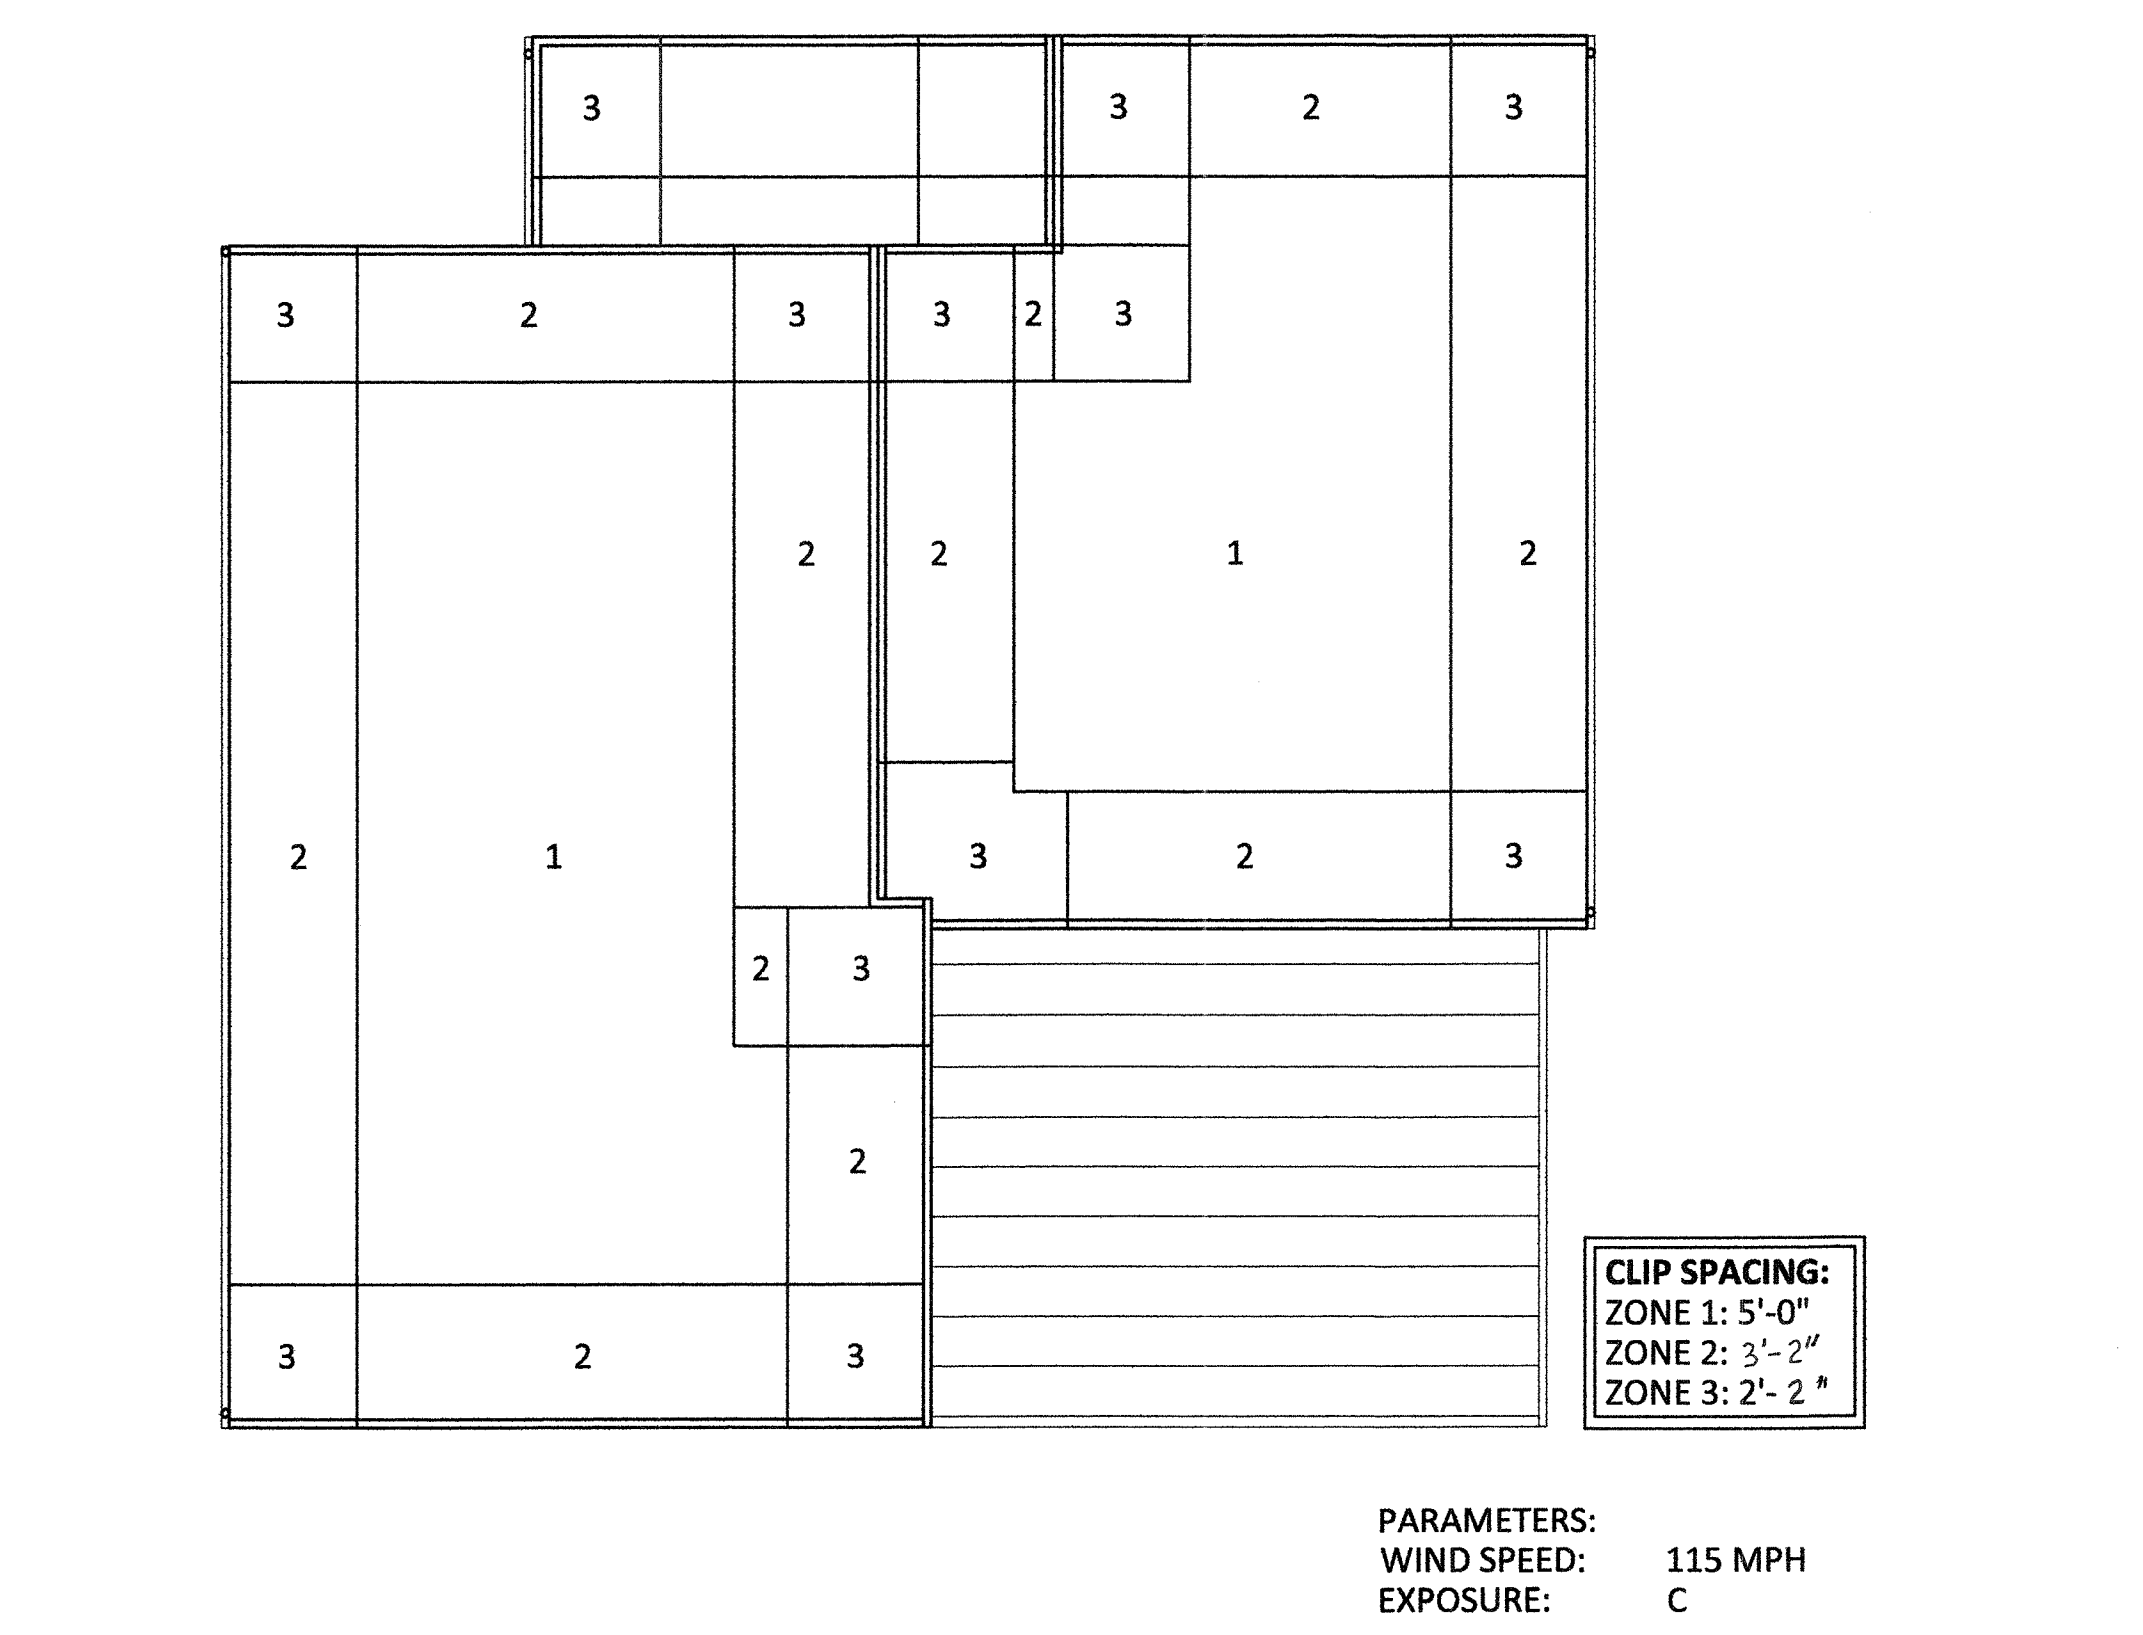 3 3 2 3
3 2 3 3 2 3
2 2 1 2
2 1 3 2 3
2 3
2
3 2 3
CLIP SPACING:
ZONE 1: 5'-0"
ZONE 2: 3'-2"
ZONE 3: 2'-2"
PARAMETERS:
WIND SPEED: 115 MPH
EXPOSURE: C